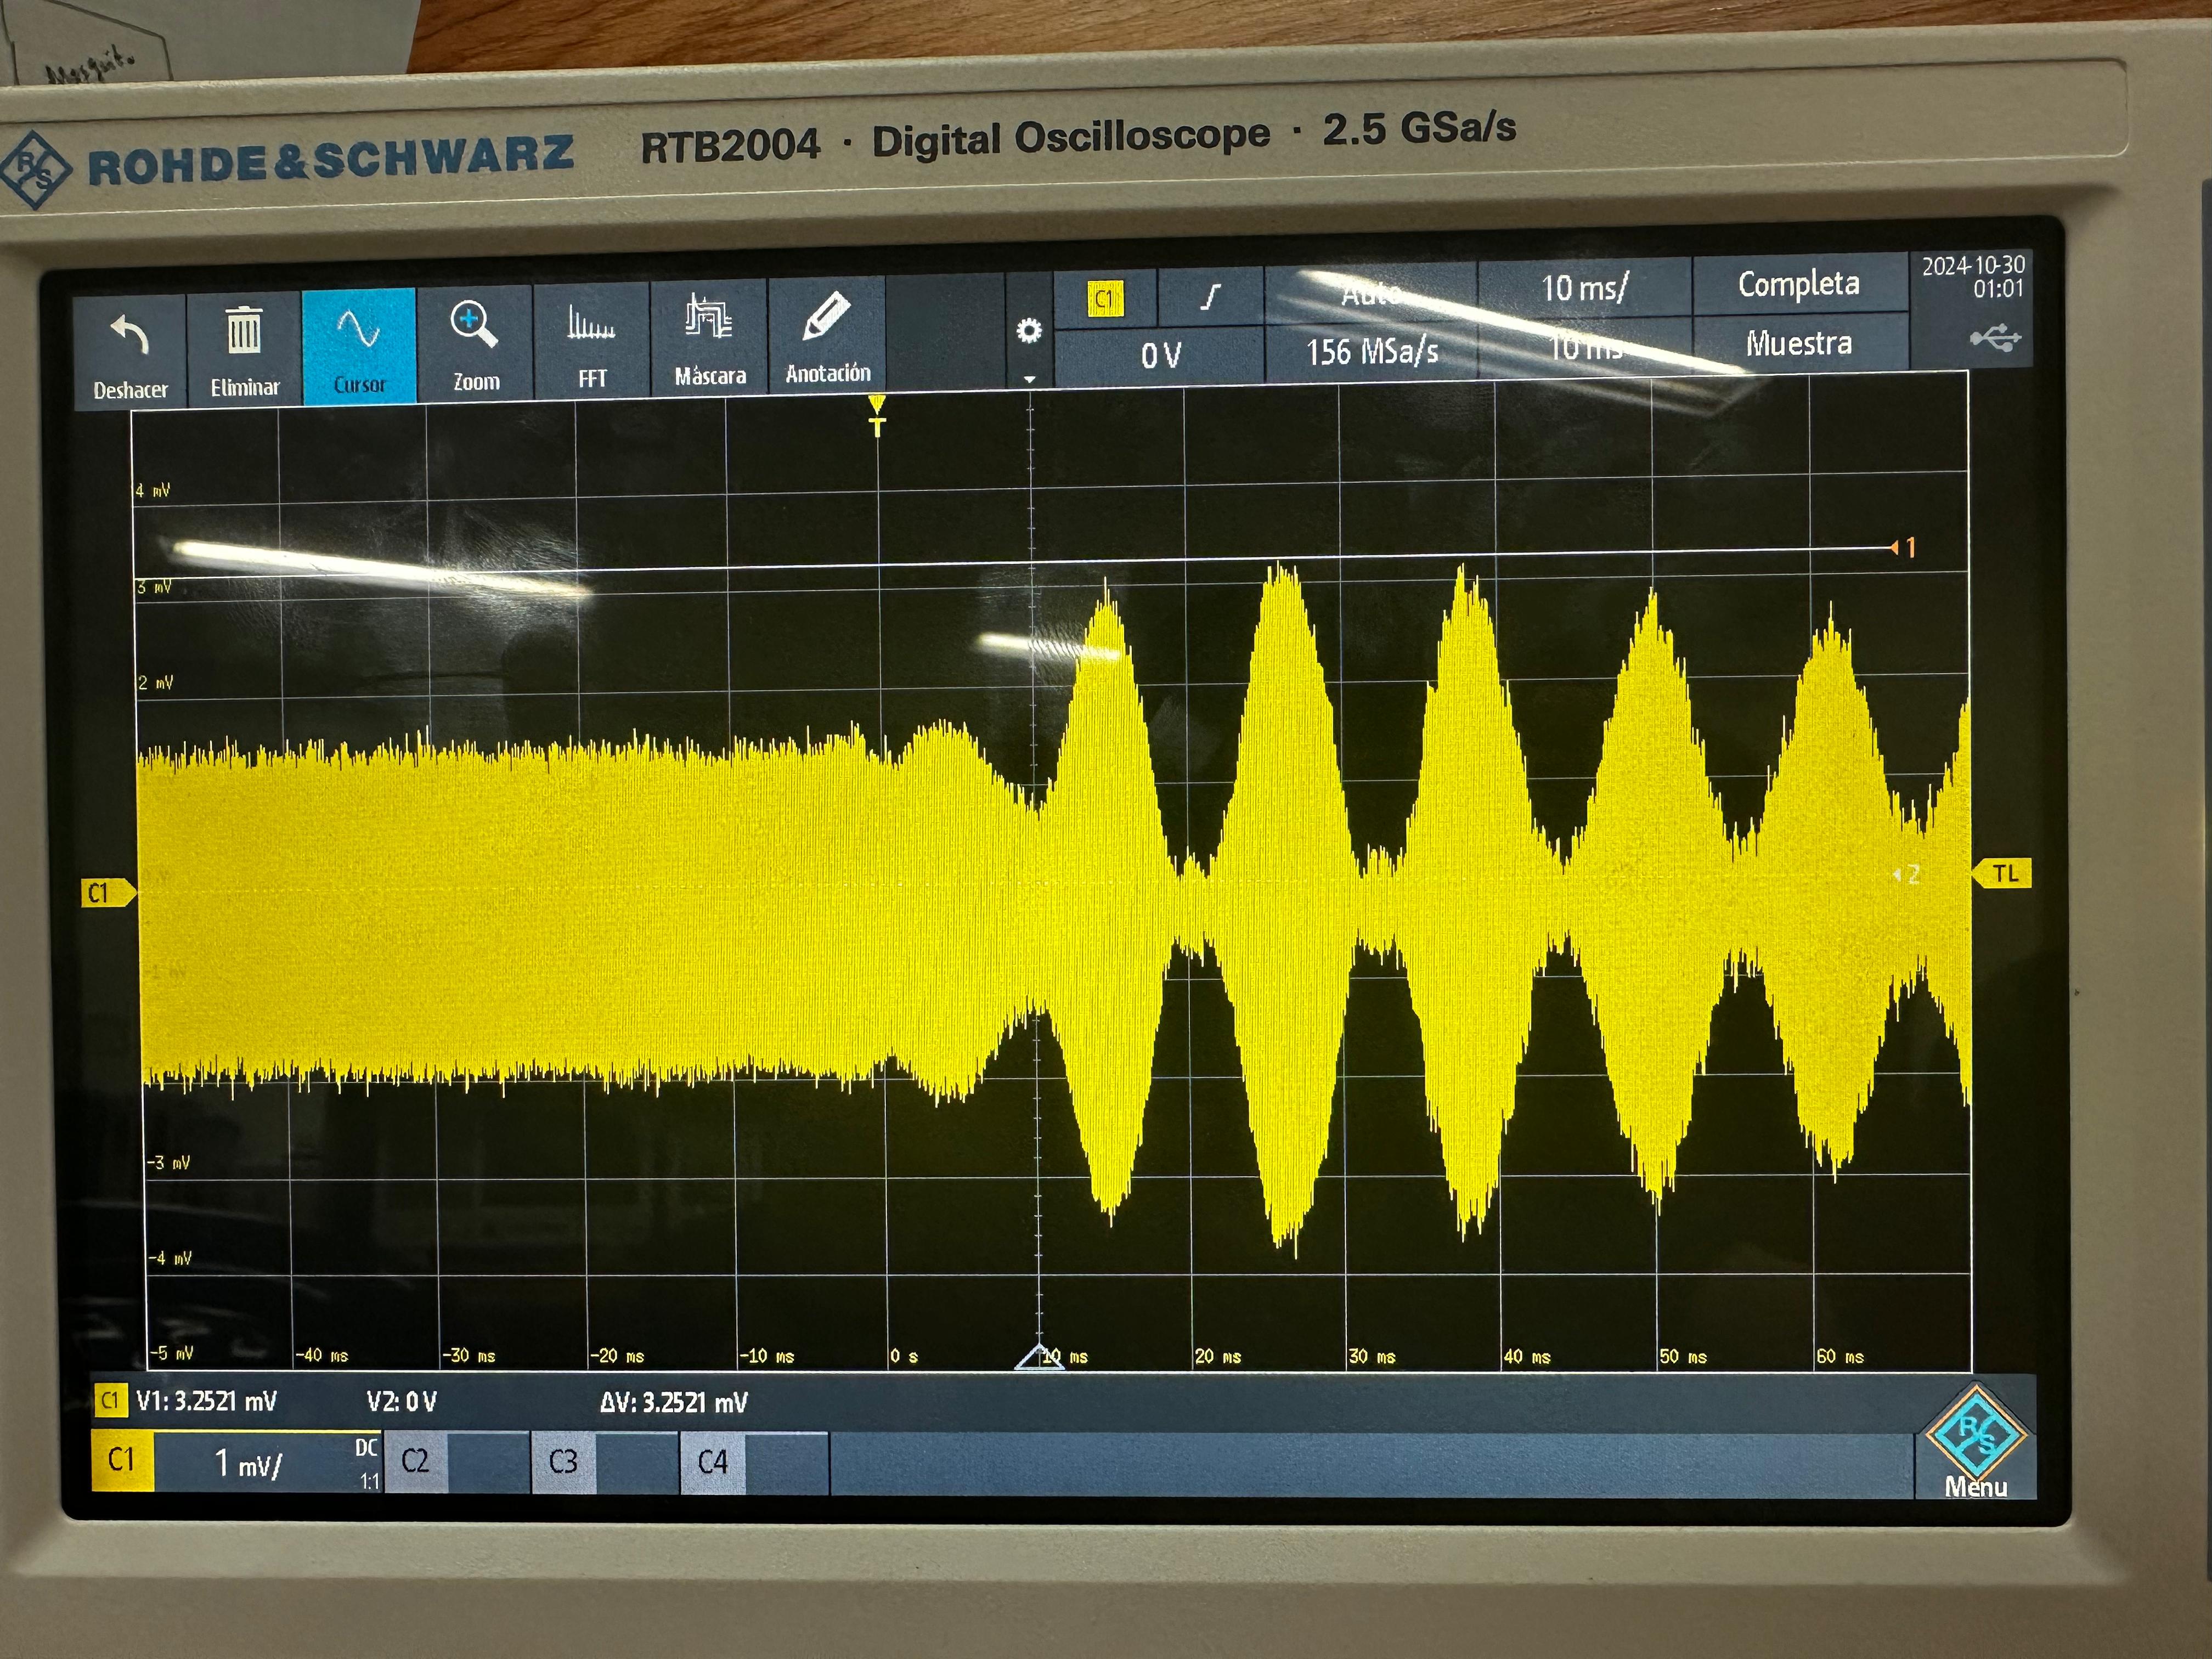 Mosquito
ROHDE&SCHWARZ
RTB2004 · Digital Oscilloscope · 2.5 GSa/s
Deshacer
Eliminar
Cursor
Zoom
FFT
Máscara
Anotación
C1
Auto
10 ms/
Completa
0 V
156 MSa/s
10 ms
Muestra
2024-10-30
01:01
T
4 mV
3 mV
1
2 mV
C1
2
TL
-1 mV
-3 mV
-4 mV
-5 mV
-40 ms
-30 ms
-20 ms
-10 ms
0 s
10 ms
20 ms
30 ms
40 ms
50 ms
60 ms
C1 V1: 3.2521 mV V2: 0 V ΔV: 3.2521 mV
C1 1 mV/ DC 1:1 C2 C3 C4
R S
Menu